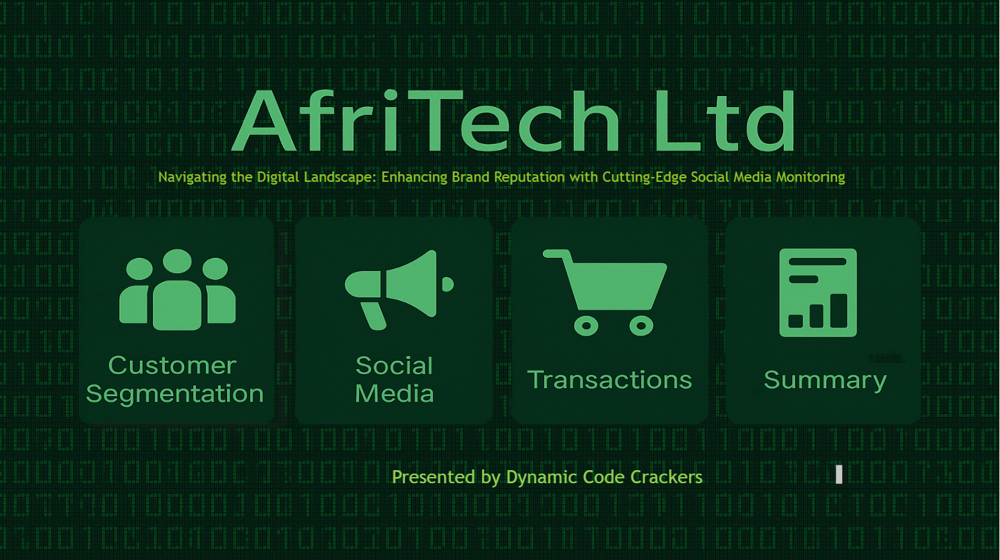 AfriTech Ltd
Navigating the Digital Landscape: Enhancing Brand Reputation with Cutting-Edge Social Media Monitoring
Customer
Segmentation
Social
Media
Transactions
Summary
Presented by Dynamic Code Crackers